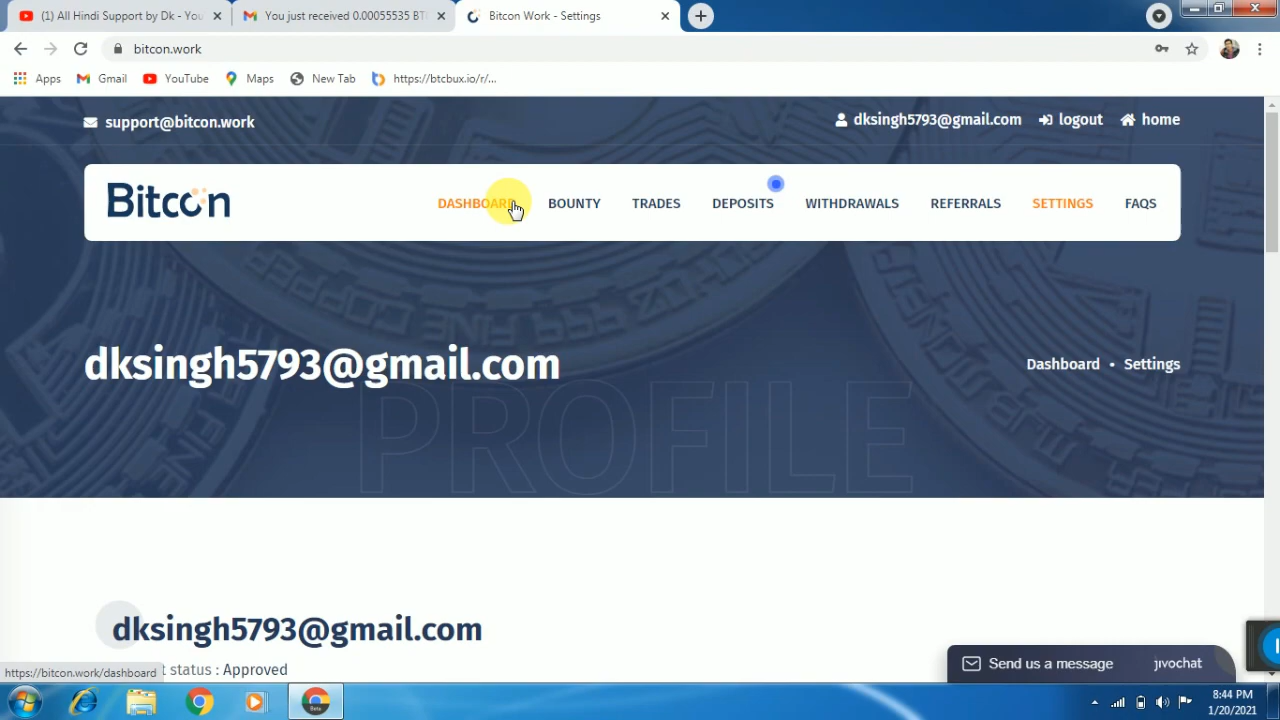 (1) All Hindi Support by Dk - You
You just received 0.00055535 BTC
Bitcon Work - Settings
bitcon.work
Apps
Gmail
YouTube
Maps
New Tab
https://btcbux.io/r/...
support@bitcon.work
dksingh5793@gmail.com
logout
home
Bitcon
DASHBOARD
BOUNTY
TRADES
DEPOSITS
WITHDRAWALS
REFERRALS
SETTINGS
FAQS
dksingh5793@gmail.com
Dashboard • Settings
PROFILE
dksingh5793@gmail.com
t status : Approved
Send us a message
jivochat
https://bitcon.work/dashboard
Beta
8:44 PM
1/20/2021